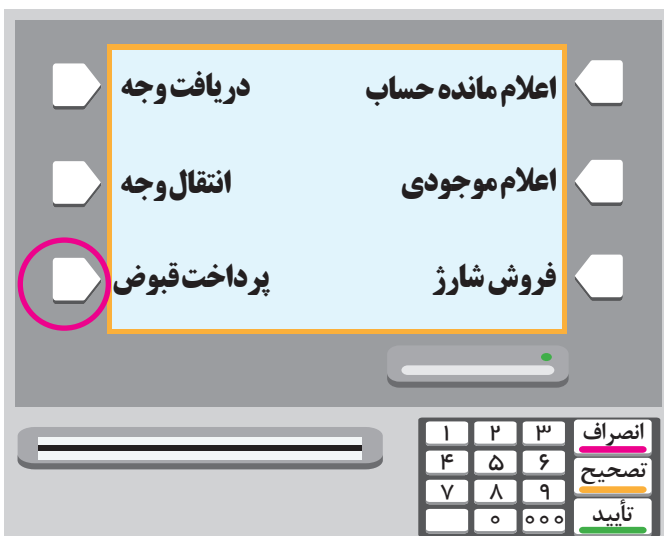 اعلام مانده حساب
دریافت وجه
اعلام موجودی
انتقال وجه
فروش شارژ
پرداخت قبوض
۱ ۲ ۳ انصراف
۴ ۵ ۶ تصحیح
۷ ۸ ۹
۰ ۰۰۰ تأیید